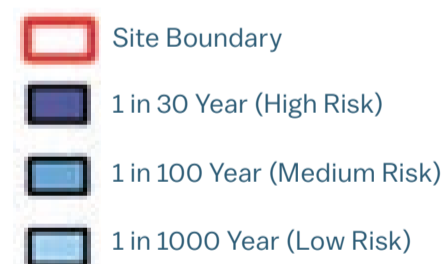 Site Boundary
1 in 30 Year (High Risk)
1 in 100 Year (Medium Risk)
1 in 1000 Year (Low Risk)